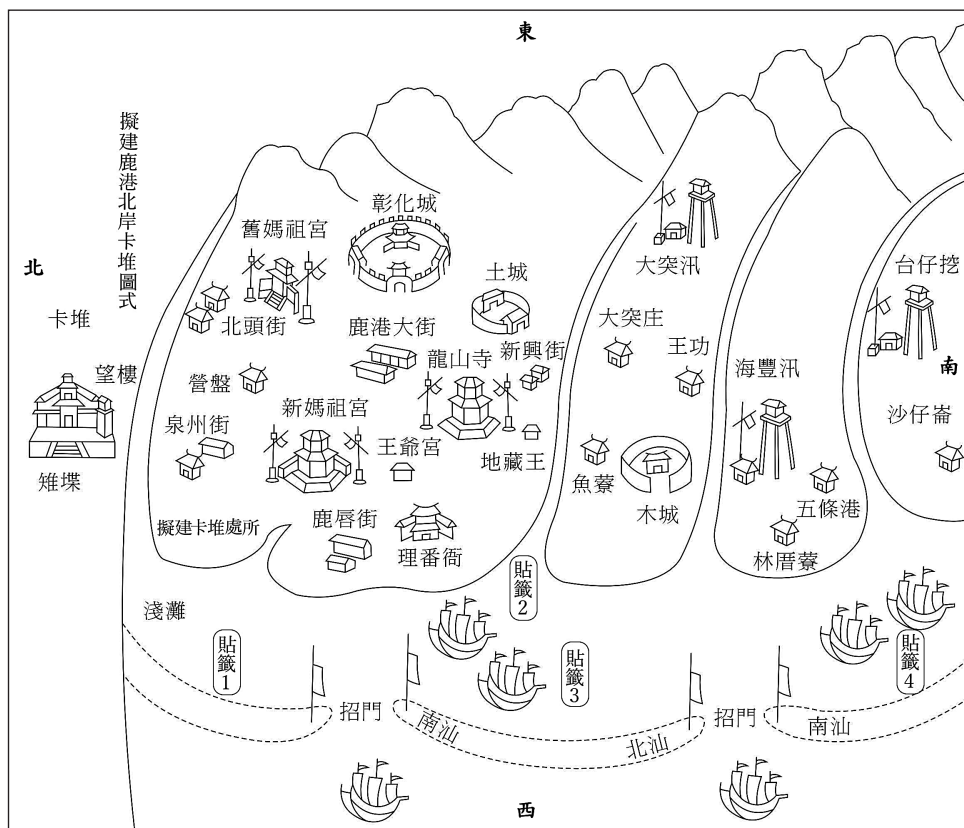 東
擬建鹿港北岸卡堆圖式
北
卡堆
望樓
雉堞
舊媽祖宮
彰化城
土城
北頭街
鹿港大街
龍山寺
新興街
營盤
新媽祖宮
泉州街
王爺宮
地藏王
擬建卡堆處所
鹿唇街
理番衙
大突汛
大突庄
王功
魚藔
木城
海豐汛
五條港
林厝藔
台仔挖
南
沙仔崙
淺灘
貼籤1
貼籤2
貼籤3
貼籤4
招門
南汕
北汕
招門
南汕
西